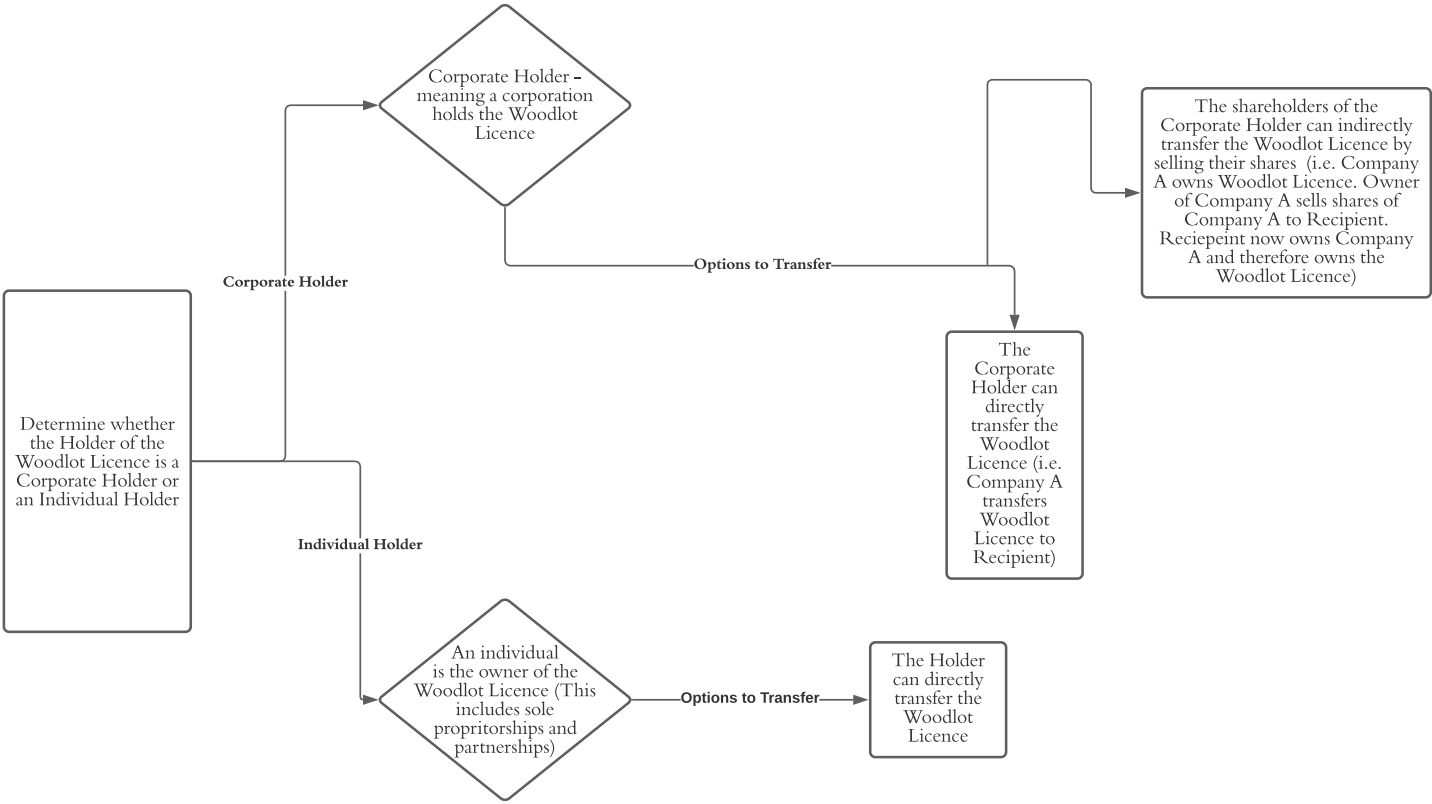 Corporate Holder -
meaning a corporation
holds the Woodlot
Licence
The shareholders of the
Corporate Holder can indirectly
transfer the Woodlot Licence by
selling their shares (i.e. Company
A owns Woodlot Licence. Owner
of Company A sells shares of
Company A to Recipient.
Reciepeint now owns Company
A and therefore owns the
Woodlot Licence)
Options to Transfer
Corporate Holder
The
Corporate
Holder can
directly
transfer the
Woodlot
Licence (i.e.
Company A
transfers
Woodlot
Licence to
Recipient)
Determine whether
the Holder of the
Woodlot Licence is a
Corporate Holder or
an Individual Holder
Individual Holder
An individual
is the owner of the
Woodlot Licence (This
includes sole
propritorships and
partnerships)
Options to Transfer
The Holder
can directly
transfer the
Woodlot
Licence